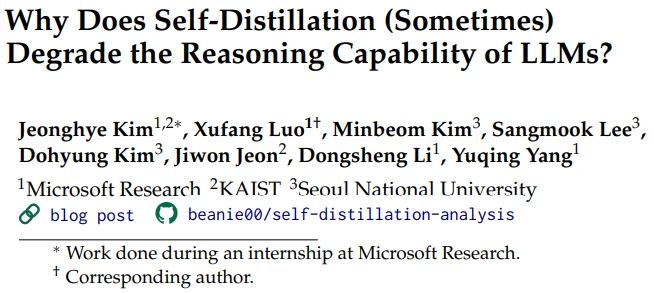 Why Does Self-Distillation (Sometimes)
Degrade the Reasoning Capability of LLMs?
Jeonghye Kim1,2*, Xufang Luo1†, Minbeom Kim3, Sangmook Lee3,
Dohyung Kim3, Jiwon Jeon2, Dongsheng Li1, Yuqing Yang1
1Microsoft Research 2KAIST 3Seoul National University
blog post beanie00/self-distillation-analysis
* Work done during an internship at Microsoft Research.
† Corresponding author.